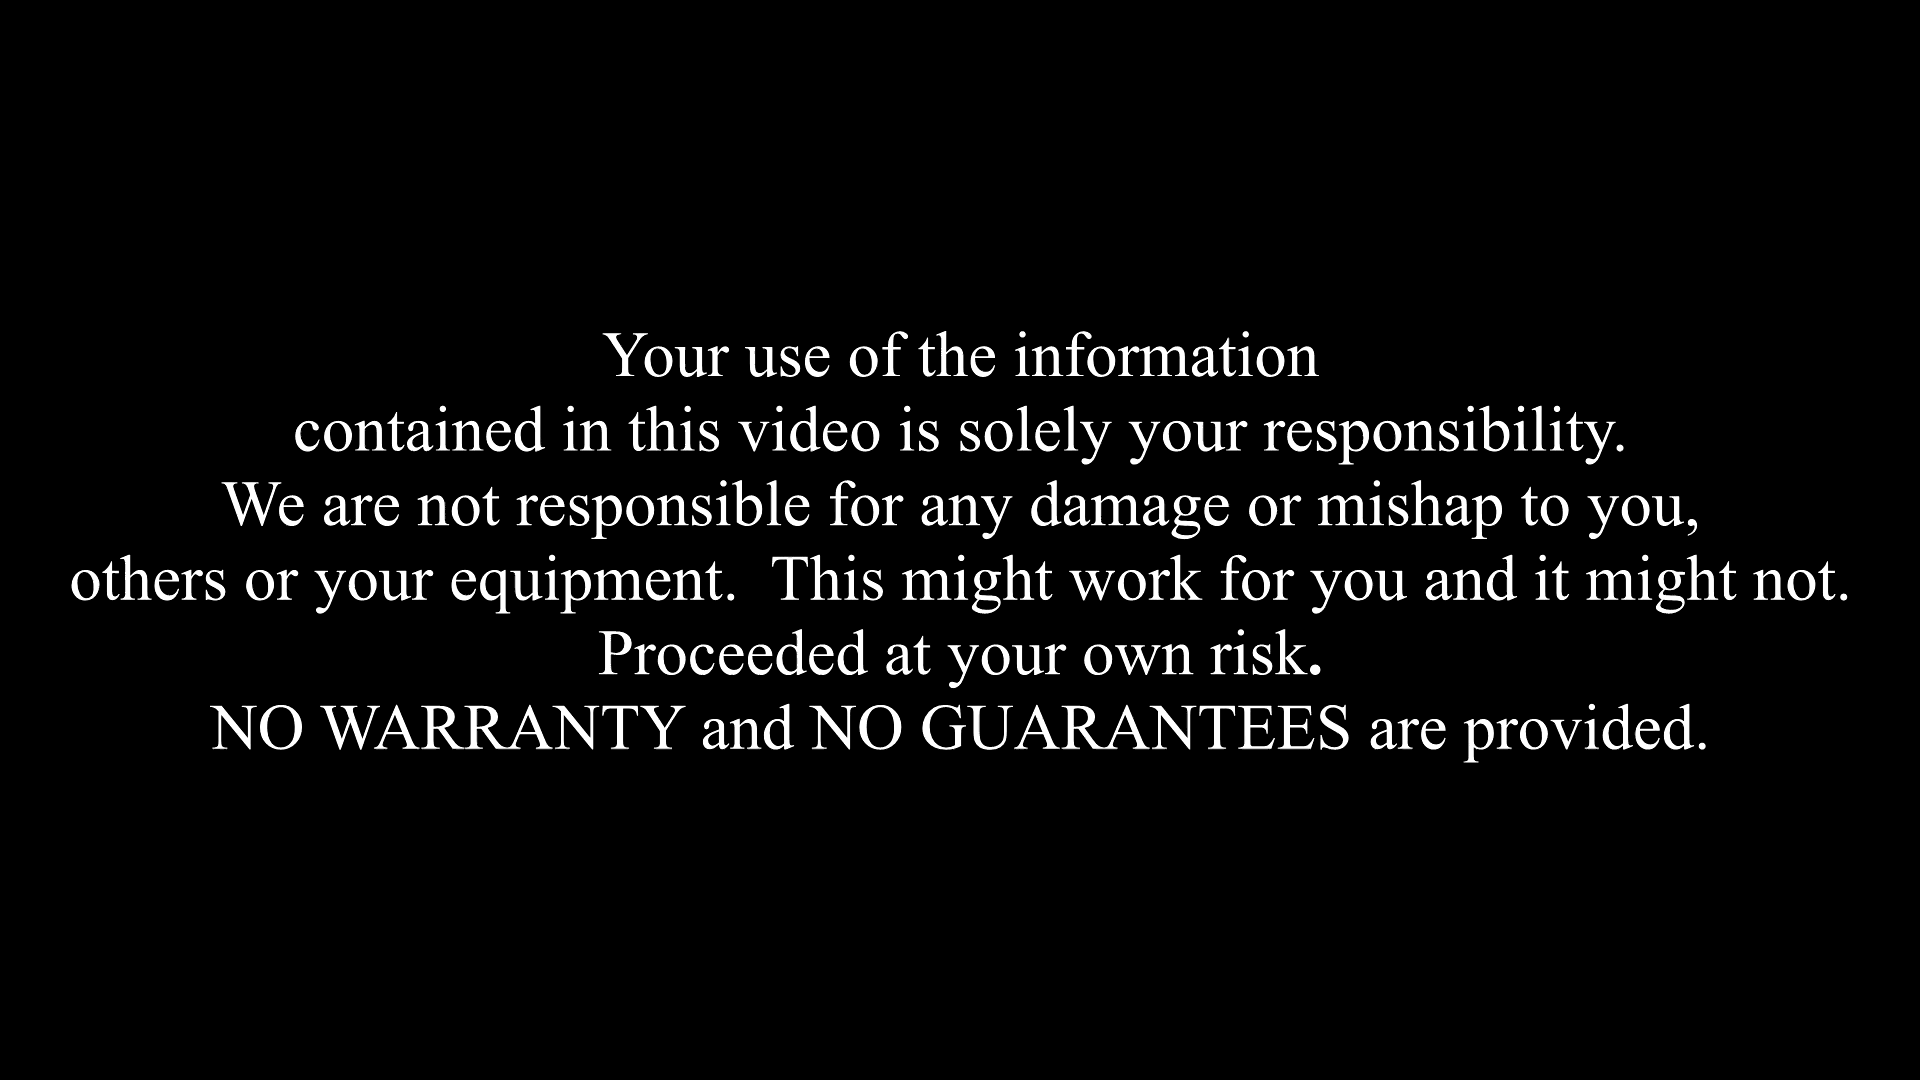 Your use of the information
contained in this video is solely your responsibility.
We are not responsible for any damage or mishap to you,
others or your equipment.  This might work for you and it might not.
Proceeded at your own risk.
NO WARRANTY and NO GUARANTEES are provided.